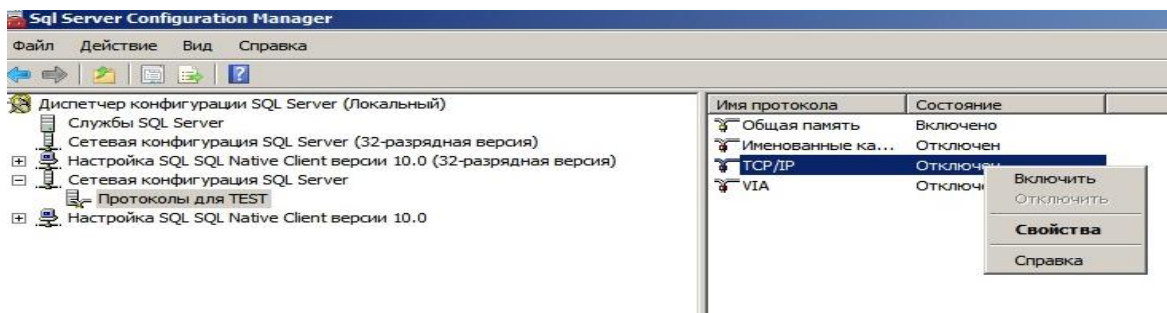 Sql Server Configuration Manager
Файл Действие Вид Справка
Диспетчер конфигурации SQL Server (Локальный)
Службы SQL Server
Сетевая конфигурация SQL Server (32-разрядная версия)
Настройка SQL SQL Native Client версии 10.0 (32-разрядная версия)
Сетевая конфигурация SQL Server
Протоколы для TEST
Настройка SQL SQL Native Client версии 10.0
Имя протокола Состояние
Общая память Включено
Именованные ка... Отключен
TCP/IP Отключен
VIA Отключе
Включить
Отключить
Свойства
Справка